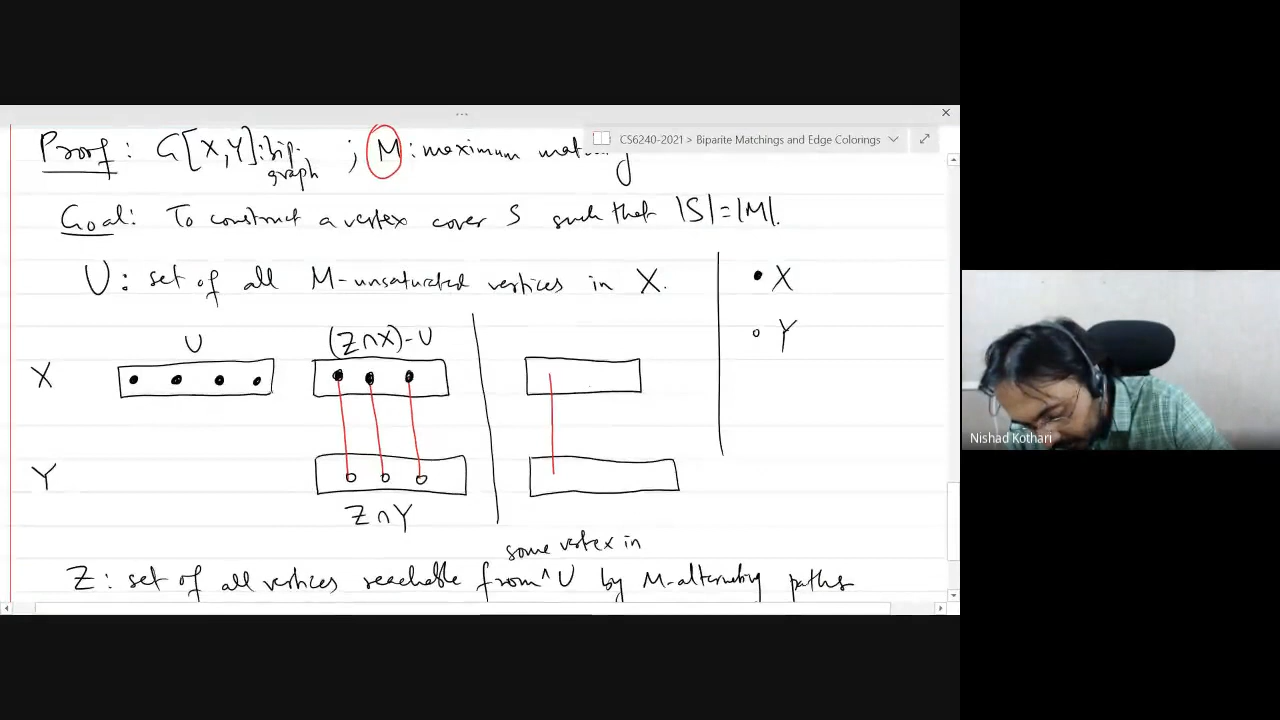 CS6240-2021 > Biparite Matchings and Edge Colorings
Proof: G[X,Y]: bip. graph ; M: maximum matching
Goal: To construct a vertex cover S such that |S| = |M|.
U: set of all M-unsaturated vertices in X.
• X
○ Y
U
(Z∩X)-U
X
Y
Z∩Y
some vertex in
Z: set of all vertices reachable from ^ U by M-alternating paths
Nishad Kothari